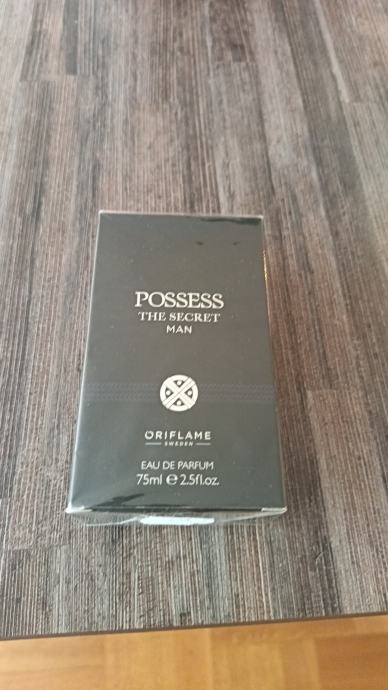 POSSESS
THE SECRET
MAN
ORIFLAME
SWEDEN
EAU DE PARFUM
75ml ℮ 2.5fl.oz.